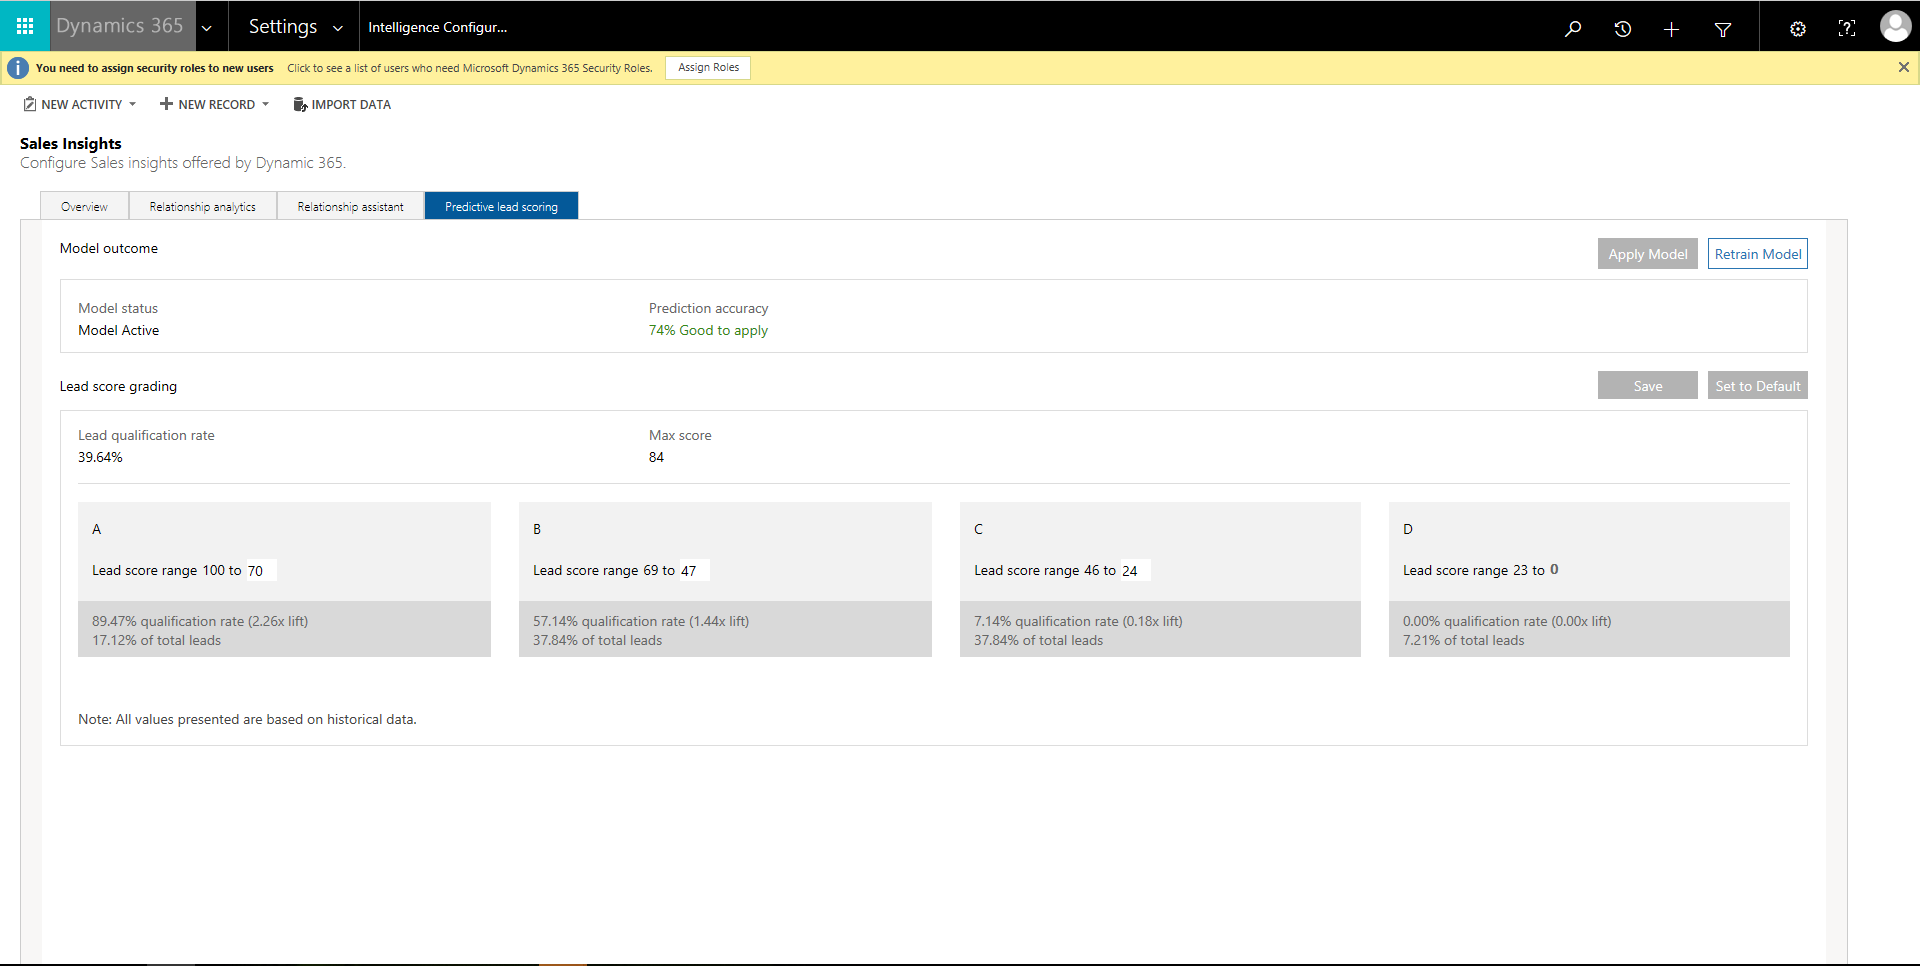 Dynamics 365 Settings Intelligence Configur...
You need to assign security roles to new users Click to see a list of users who need Microsoft Dynamics 365 Security Roles. Assign Roles
NEW ACTIVITY NEW RECORD IMPORT DATA
Sales Insights
Configure Sales insights offered by Dynamic 365.
Overview Relationship analytics Relationship assistant Predictive lead scoring
Model outcome
Apply Model Retrain Model
Model status
Model Active
Prediction accuracy
74% Good to apply
Lead score grading
Save Set to Default
Lead qualification rate
39.64%
Max score
84
A
Lead score range 100 to 70
89.47% qualification rate (2.26x lift)
17.12% of total leads
B
Lead score range 69 to 47
57.14% qualification rate (1.44x lift)
37.84% of total leads
C
Lead score range 46 to 24
7.14% qualification rate (0.18x lift)
37.84% of total leads
D
Lead score range 23 to 0
0.00% qualification rate (0.00x lift)
7.21% of total leads
Note: All values presented are based on historical data.